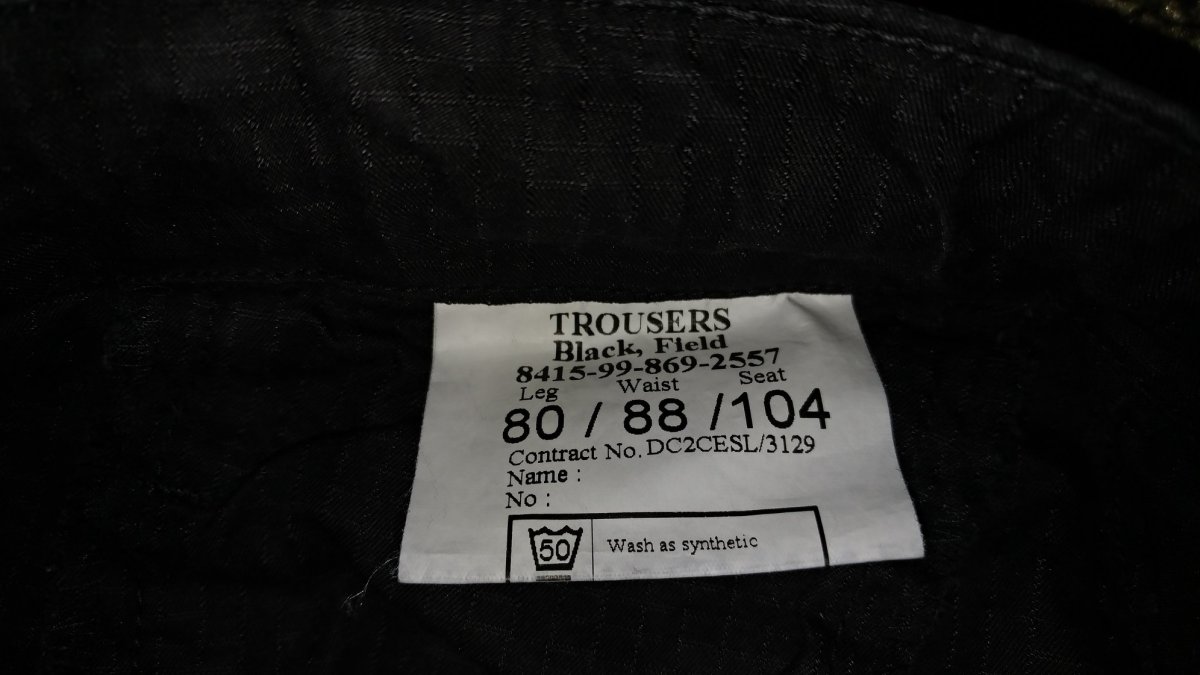 TROUSERS
Black, Field
8415-99-869-2557
Leg Waist Seat
80 / 88 /104
Contract No. DC2CESL/3129
Name :
No :
50 Wash as synthetic